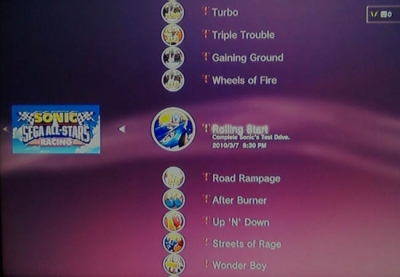 Turbo
Triple Trouble
Gaining Ground
Wheels of Fire
SONIC
SEGA ALL-STARS
RACING
Rolling Start
Complete Sonic's Test Drive.
2010/3/7 9:30 PM
Road Rampage
After Burner
Up 'N' Down
Streets of Rage
Wonder Boy